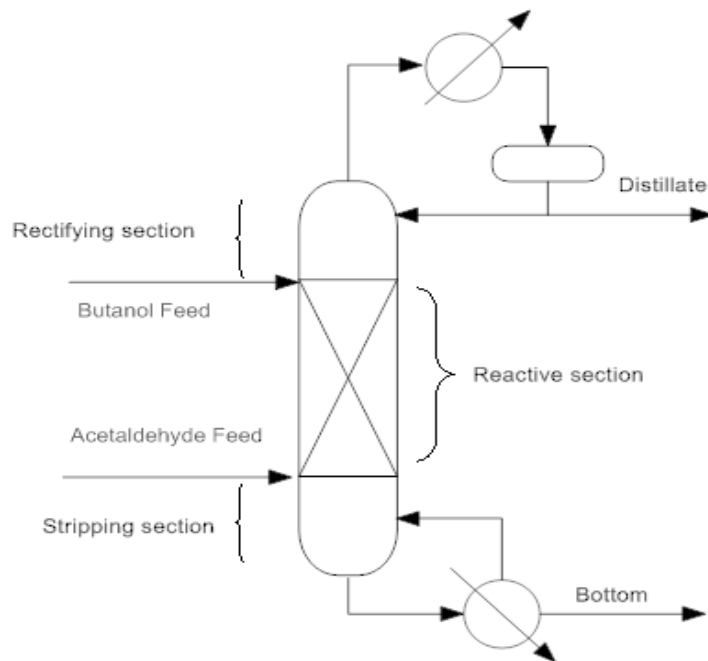 Distillate
Rectifying section
Butanol Feed
Reactive section
Acetaldehyde Feed
Stripping section
Bottom